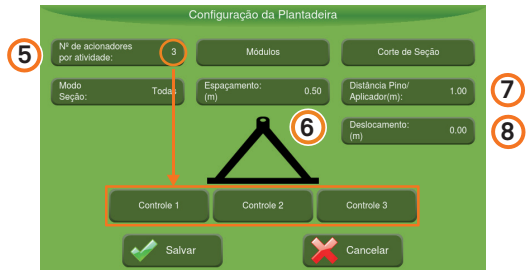 Configuração da Plantadeira
5
Nº de acionadores
por atividade:
3
Módulos
Corte de Seção
Modo
Seção:
Todas
Espaçamento:
(m)
0.50
Distância Pino/
Aplicador(m):
1.00
7
6
Deslocamento:
(m)
0.00
8
Controle 1
Controle 2
Controle 3
Salvar
Cancelar